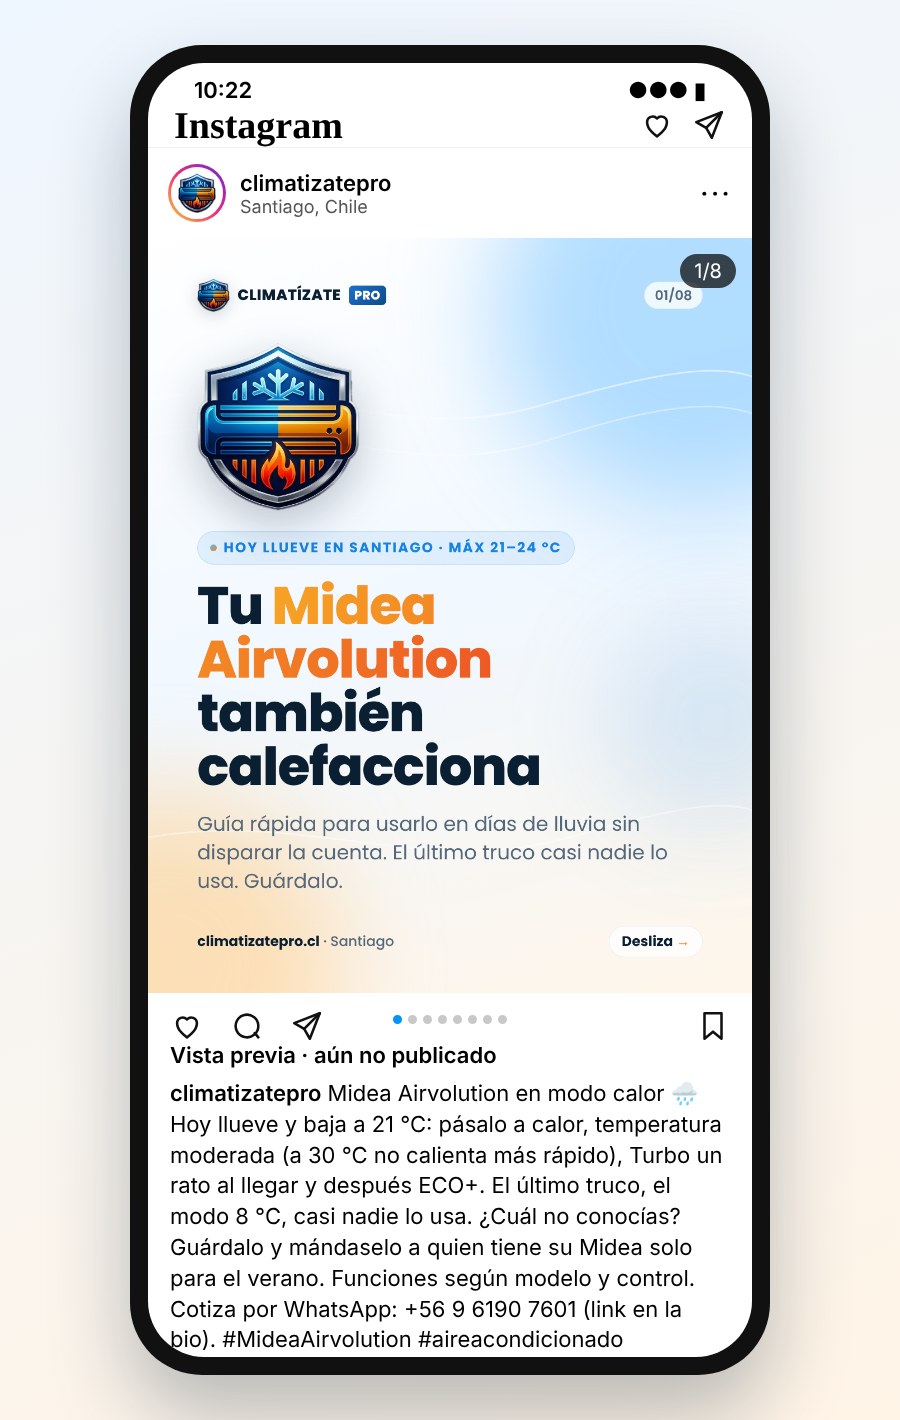 10:22
Instagram
climatizatepro
Santiago, Chile
1/8
CLIMATÍZATE PRO
01/08
HOY LLUEVE EN SANTIAGO · MÁX 21–24 °C
Tu Midea
Airvolution
también
calefacciona
Guía rápida para usarlo en días de lluvia sin
disparar la cuenta. El último truco casi nadie lo
usa. Guárdalo.
climatizatepro.cl · Santiago
Desliza →
Vista previa · aún no publicado
climatizatepro Midea Airvolution en modo calor 🌧️
Hoy llueve y baja a 21 °C: pásalo a calor, temperatura
moderada (a 30 °C no calienta más rápido), Turbo un
rato al llegar y después ECO+. El último truco, el
modo 8 °C, casi nadie lo usa. ¿Cuál no conocías?
Guárdalo y mándaselo a quien tiene su Midea solo
para el verano. Funciones según modelo y control.
Cotiza por WhatsApp: +56 9 6190 7601 (link en la
bio). #MideaAirvolution #aireacondicionado